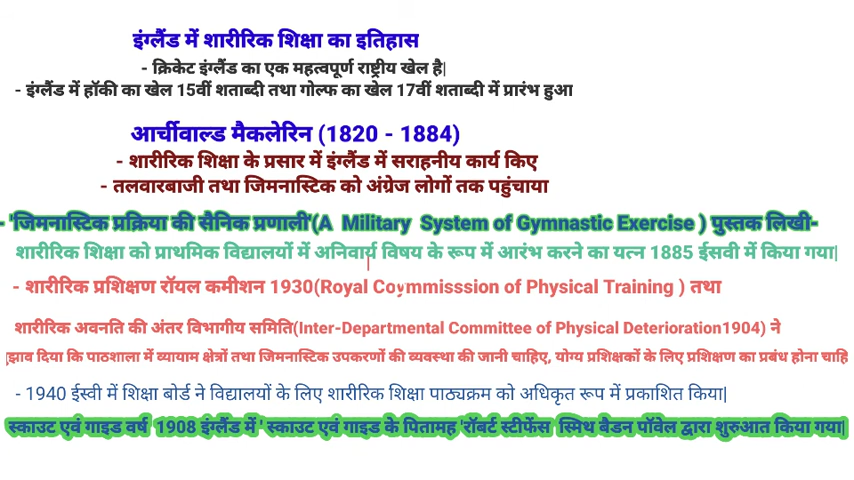 इंग्लैंड में शारीरिक शिक्षा का इतिहास
- क्रिकेट इंग्लैंड का एक महत्वपूर्ण राष्ट्रीय खेल है|
- इंग्लैंड में हॉकी का खेल 15वीं शताब्दी तथा गोल्फ का खेल 17वीं शताब्दी में प्रारंभ हुआ
आर्चीवाल्ड मैकलेरिन (1820 - 1884)
- शारीरिक शिक्षा के प्रसार में इंग्लैंड में सराहनीय कार्य किए
- तलवारबाजी तथा जिमनास्टिक को अंग्रेज लोगों तक पहुंचाया
- 'जिमनास्टिक प्रक्रिया की सैनिक प्रणाली'(A Military System of Gymnastic Exercise ) पुस्तक लिखी-
शारीरिक शिक्षा को प्राथमिक विद्यालयों में अनिवार्य विषय के रूप में आरंभ करने का यत्न 1885 ईसवी में किया गया|
- शारीरिक प्रशिक्षण रॉयल कमीशन 1930(Royal Coymmisssion of Physical Training ) तथा
शारीरिक अवनति की अंतर विभागीय समिति(Inter-Departmental Committee of Physical Deterioration1904) ने
दिया कि पाठशाला में व्यायाम क्षेत्रों तथा जिमनास्टिक उपकरणों की व्यवस्था की जानी चाहिए, योग्य प्रशिक्षकों के लिए प्रशिक्षण का प्रबंध होना
- 1940 ईस्वी में शिक्षा बोर्ड ने विद्यालयों के लिए शारीरिक शिक्षा पाठ्यक्रम को अधिकृत रूप में प्रकाशित किया|
स्काउट एवं गाइड वर्ष 1908 इंग्लैंड में ' स्काउट एवं गाइड के पितामह 'रॉबर्ट स्टीफेंस स्मिथ बैडन पॉवेल द्वारा शुरुआत किया गया|